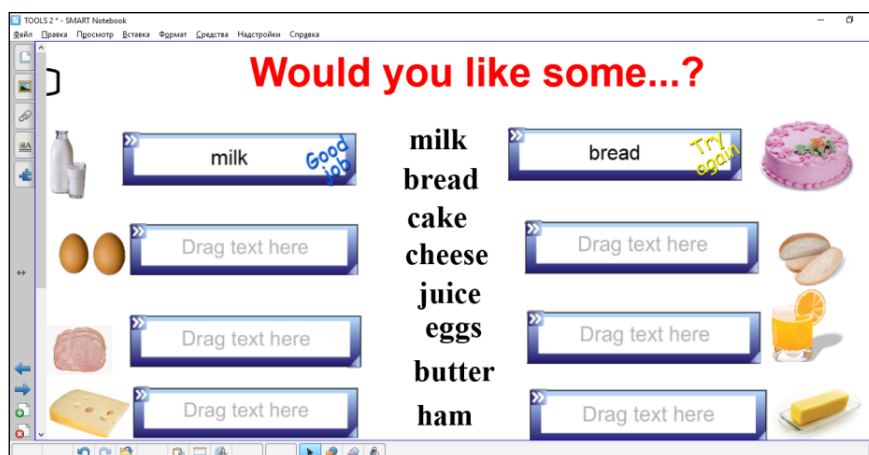 TOOLS 2 * - SMART Notebook
Файл Правка Просмотр Вставка Формат Средства Надстройки Справка
Would you like some...?
milk Good job
milk
bread Try again
bread
cake
Drag text here
Drag text here
cheese
juice
Drag text here
eggs
Drag text here
butter
Drag text here
ham
Drag text here